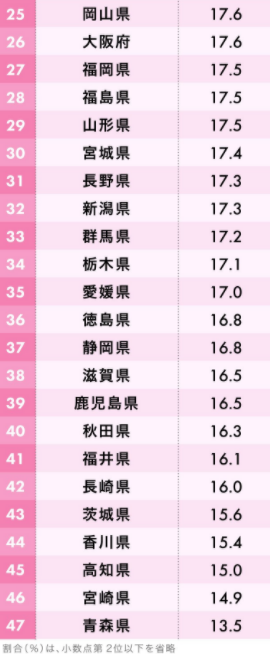 25 岡山県 17.6
26 大阪府 17.6
27 福岡県 17.5
28 福島県 17.5
29 山形県 17.5
30 宮城県 17.4
31 長野県 17.3
32 新潟県 17.3
33 群馬県 17.2
34 栃木県 17.1
35 愛媛県 17.0
36 徳島県 16.8
37 静岡県 16.8
38 滋賀県 16.5
39 鹿児島県 16.5
40 秋田県 16.3
41 福井県 16.1
42 長崎県 16.0
43 茨城県 15.6
44 香川県 15.4
45 高知県 15.0
46 宮崎県 14.9
47 青森県 13.5
割合(%)は、小数点第2位以下を省略